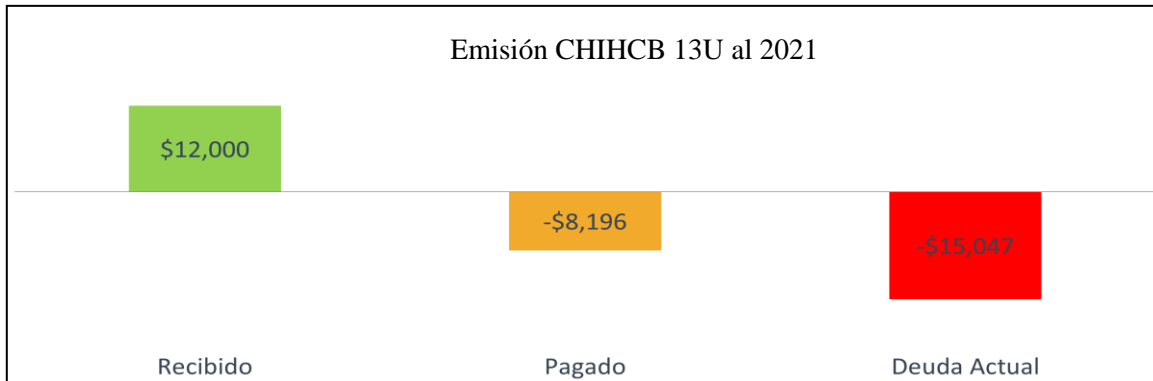 Emisión CHIHCB 13U al 2021
$12,000
-$8,196
-$15,047
Recibido
Pagado
Deuda Actual